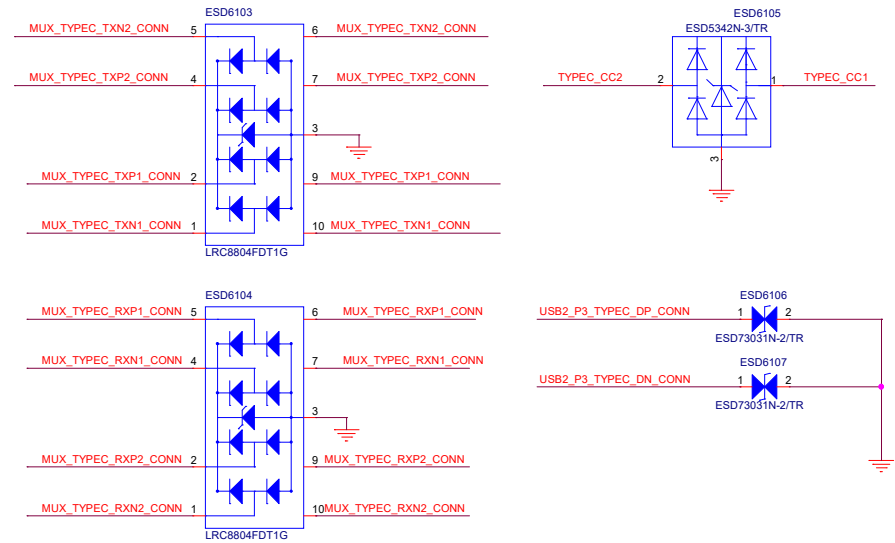 ESD6103
MUX_TYPEC_TXN2_CONN 5 6 MUX_TYPEC_TXN2_CONN
MUX_TYPEC_TXP2_CONN 4 7 MUX_TYPEC_TXP2_CONN
3
MUX_TYPEC_TXP1_CONN 2 9 MUX_TYPEC_TXP1_CONN
MUX_TYPEC_TXN1_CONN 1 10 MUX_TYPEC_TXN1_CONN
LRC8804FDT1G
ESD6105
ESD5342N-3/TR
TYPEC_CC2 2 1 TYPEC_CC1
3
ESD6104
MUX_TYPEC_RXP1_CONN 5 6 MUX_TYPEC_RXP1_CONN
MUX_TYPEC_RXN1_CONN 4 7 MUX_TYPEC_RXN1_CONN
3
MUX_TYPEC_RXP2_CONN 2 9 MUX_TYPEC_RXP2_CONN
MUX_TYPEC_RXN2_CONN 1 10 MUX_TYPEC_RXN2_CONN
LRC8804FDT1G
ESD6106
USB2_P3_TYPEC_DP_CONN 1 2
ESD73031N-2/TR
ESD6107
USB2_P3_TYPEC_DN_CONN 1 2
ESD73031N-2/TR